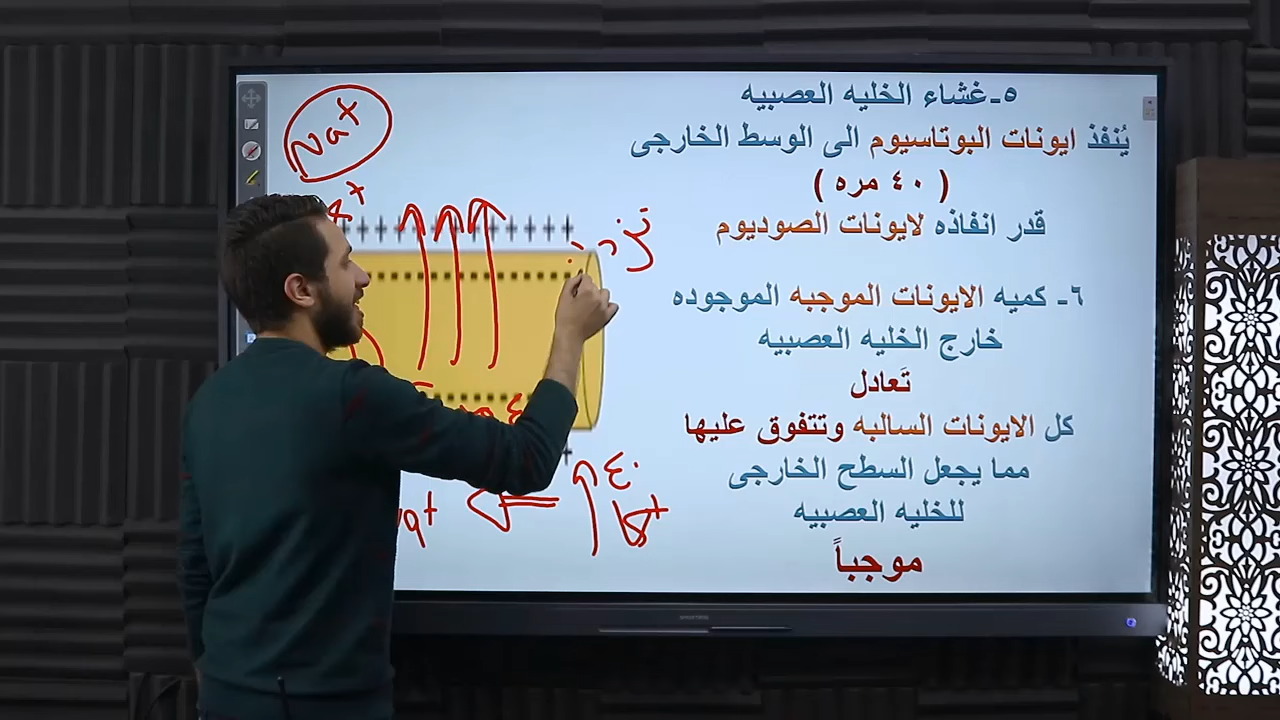 ٥-غشاء الخليه العصبيه
يُنفذ ايونات البوتاسيوم الى الوسط الخارجى
( ٤٠ مره )
قدر انفاذه لايونات الصوديوم
٦- كميه الايونات الموجبه الموجوده
خارج الخليه العصبيه
تَعادل
كل الايونات السالبه وتتفوق عليها
مما يجعل السطح الخارجى
للخليه العصبيه
موجباً
Na+
٤٠
K+